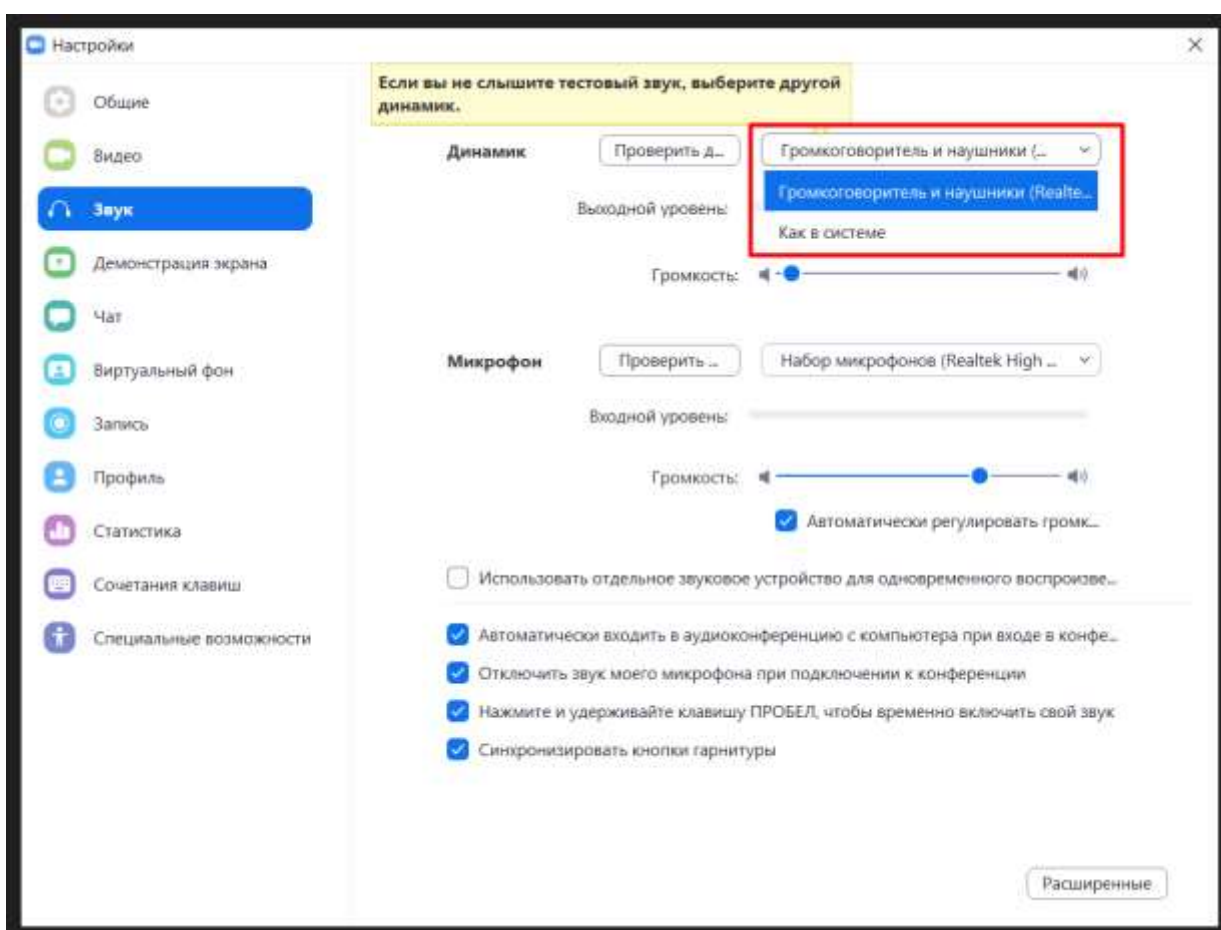 Настройки
Если вы не слышите тестовый звук, выберите другой
динамик.
Общие
Видео
Звук
Демонстрация экрана
Чат
Виртуальный фон
Запись
Профиль
Статистика
Сочетания клавиш
Специальные возможности
Динамик
Проверить д...
Громкоговоритель и наушники (...
Громкоговоритель и наушники (Realte...
Как в системе
Выходной уровень:
Громкость:
Микрофон
Проверить ...
Набор микрофонов (Realtek High ...
Входной уровень:
Громкость:
Автоматически регулировать громк...
Использовать отдельное звуковое устройство для одновременного воспроизве...
Автоматически входить в аудиоконференцию с компьютера при входе в конфе...
Отключить звук моего микрофона при подключении к конференции
Нажмите и удерживайте клавишу ПРОБЕЛ, чтобы временно включить свой звук
Синхронизировать кнопки гарнитуры
Расширенные